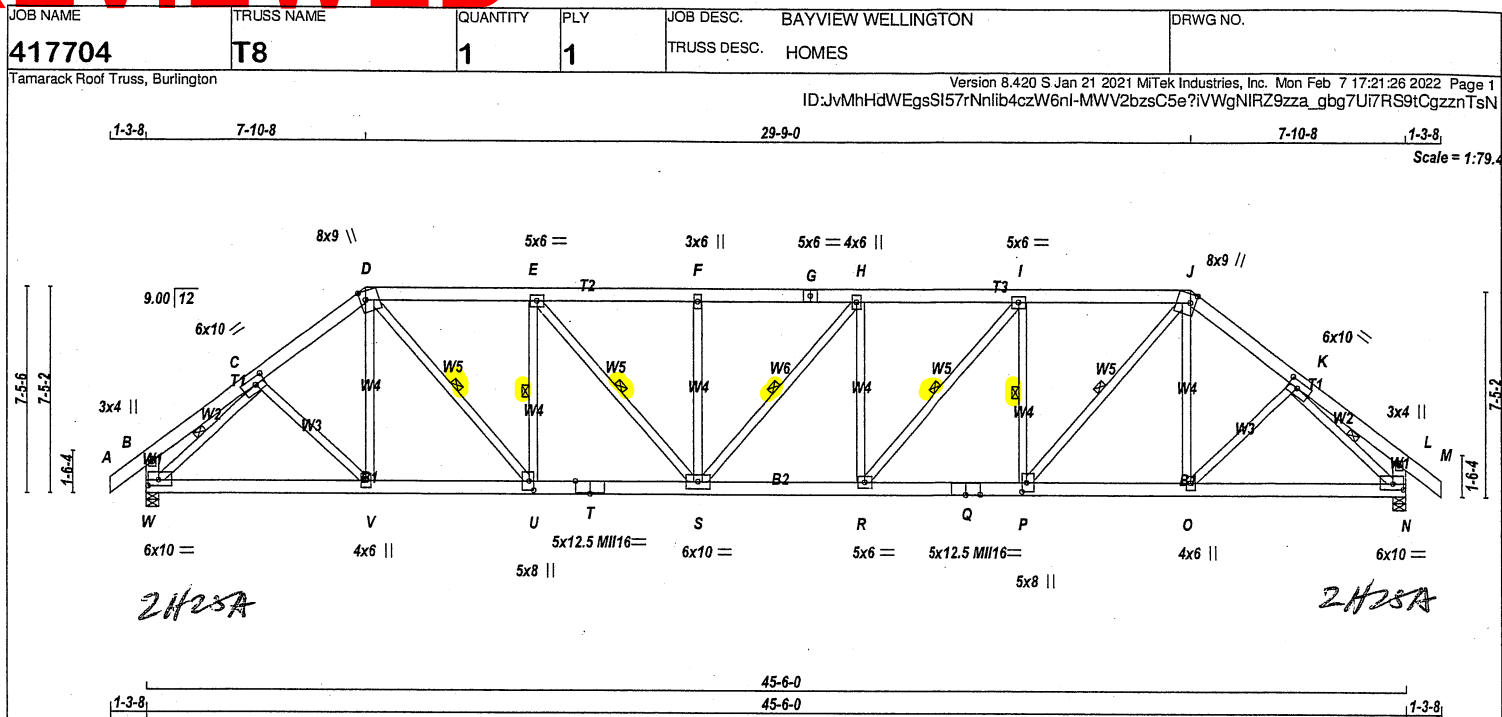 REVIEWED
JOB NAME TRUSS NAME QUANTITY PLY JOB DESC. BAYVIEW WELLINGTON DRWG NO.
417704 T8 1 1 TRUSS DESC. HOMES
Tamarack Roof Truss, Burlington
Version 8.420 S Jan 21 2021 MiTek Industries, Inc. Mon Feb 7 17:21:26 2022 Page 1
ID:JvMhHdWEgsSI57rNnlib4czW6nI-MWV2bzsC5e?iVWgNIRZ9zza_gbg7Ui7RS9tCgzznTsN
1-3-8 7-10-8 29-9-0 7-10-8 1-3-8
Scale = 1:79.4
8x9 \\ 5x6 = 3x6 || 5x6 = 4x6 || 5x6 = 8x9 //
D E F G H I J
T2 T3
9.00 12
6x10 // 6x10 \\
C K
T1 T1
W5 W5 W6 W5 W5
W4 W4 W4 W4 W4 W4
7-5-6 7-5-2 7-5-2
3x4 || 3x4 ||
W2 W3 W3 W2
A B L M
1-6-4 W1 B1 B2 B1 W1 1-6-4
W V U T S R Q P O N
6x10 = 4x6 || 5x8 || 5x12.5 MII16= 6x10 = 5x6 = 5x12.5 MII16= 5x8 || 4x6 || 6x10 =
2H25A 2H25A
45-6-0
1-3-8 45-6-0 1-3-8